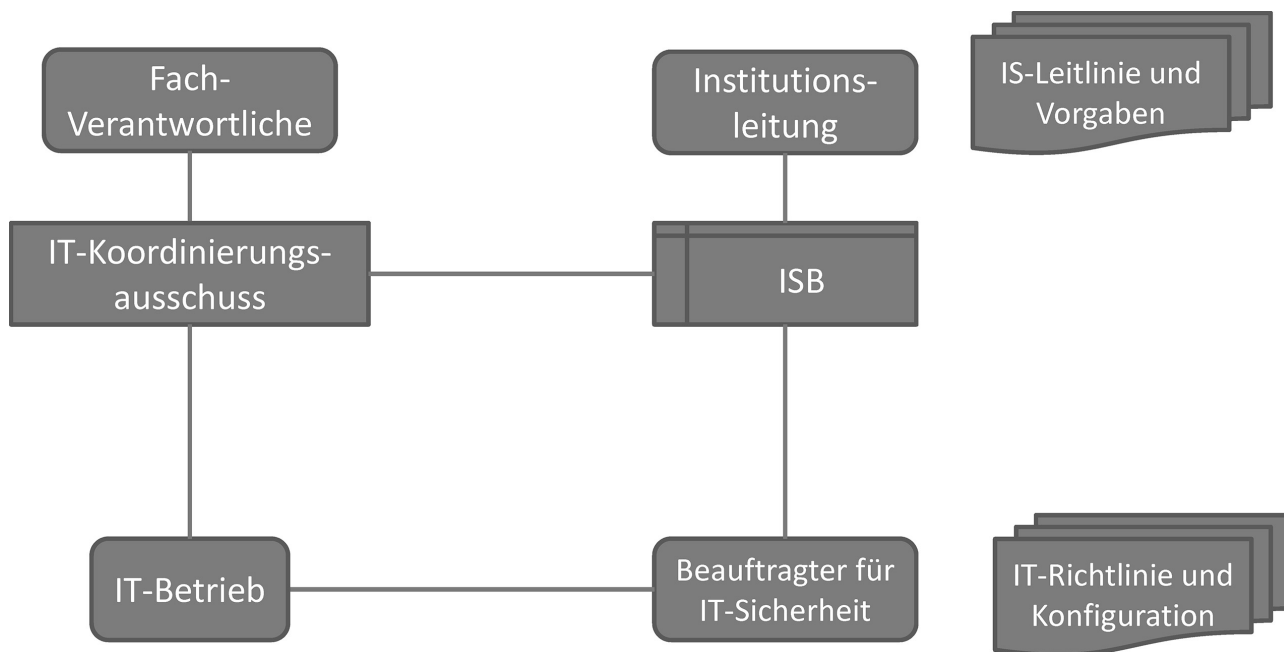 Fach-
Verantwortliche
Institutions-
leitung
IS-Leitlinie und
Vorgaben
IT-Koordinierungs-
ausschuss
ISB
IT-Betrieb
Beauftragter für
IT-Sicherheit
IT-Richtlinie und
Konfiguration